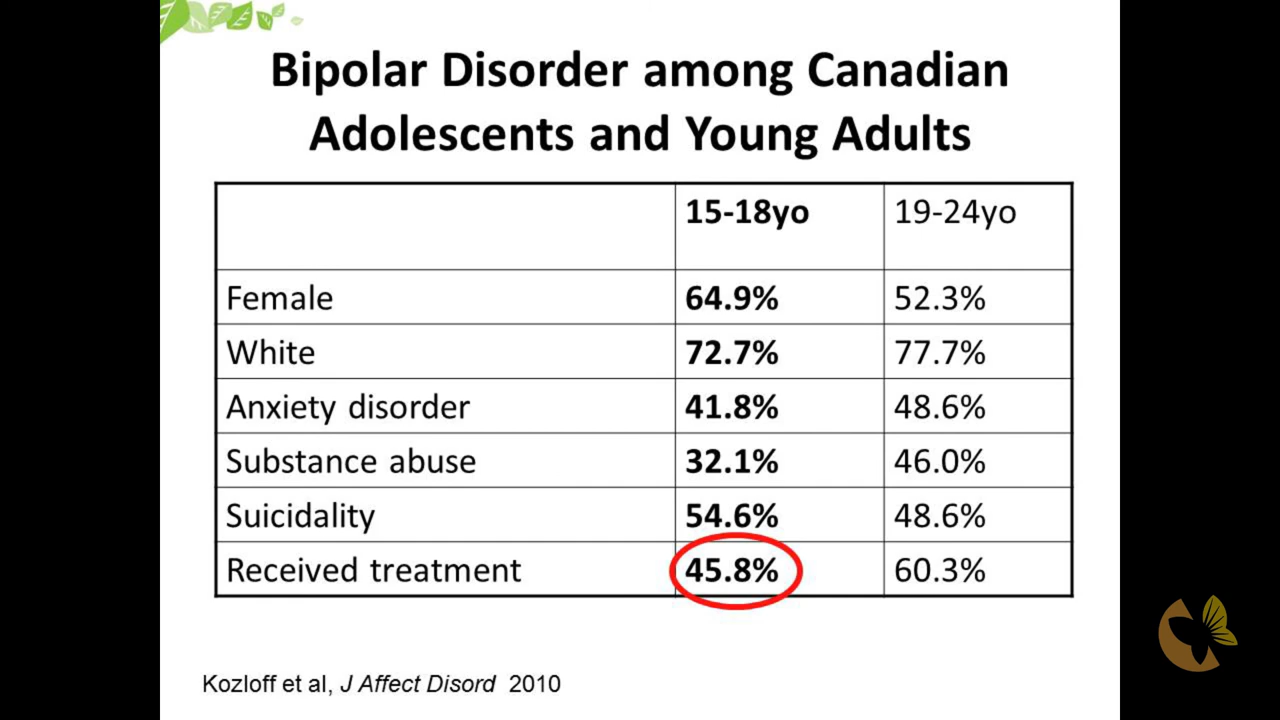 Bipolar Disorder among Canadian
Adolescents and Young Adults
15-18yo 19-24yo
Female 64.9% 52.3%
White 72.7% 77.7%
Anxiety disorder 41.8% 48.6%
Substance abuse 32.1% 46.0%
Suicidality 54.6% 48.6%
Received treatment 45.8% 60.3%
Kozloff et al, J Affect Disord 2010